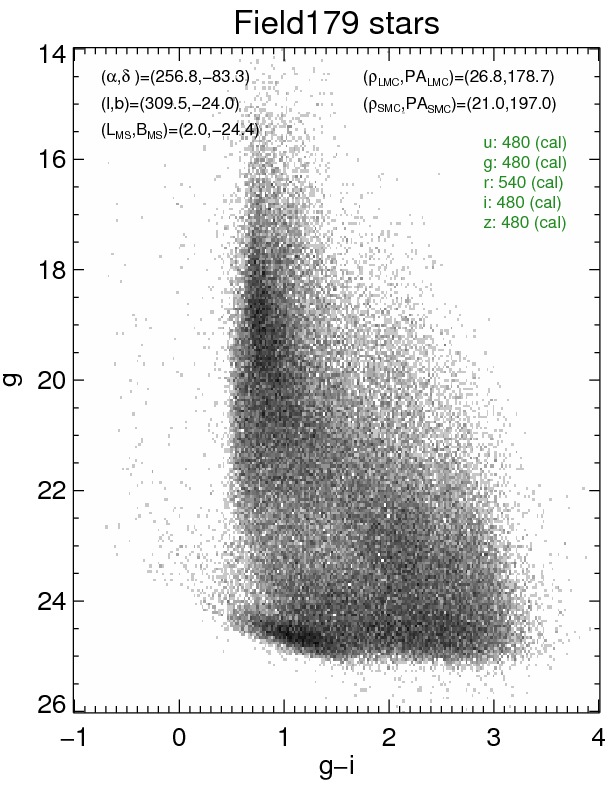 Field179 stars
(α,δ )=(256.8,−83.3)
(ρLMC,PALMC)=(26.8,178.7)
(l,b)=(309.5,−24.0)
(ρSMC,PASMC)=(21.0,197.0)
(LMS,BMS)=(2.0,−24.4)
u: 480 (cal)
g: 480 (cal)
r: 540 (cal)
i: 480 (cal)
z: 480 (cal)
14
16
18
20
22
24
26
g
−1 0 1 2 3 4
g−i